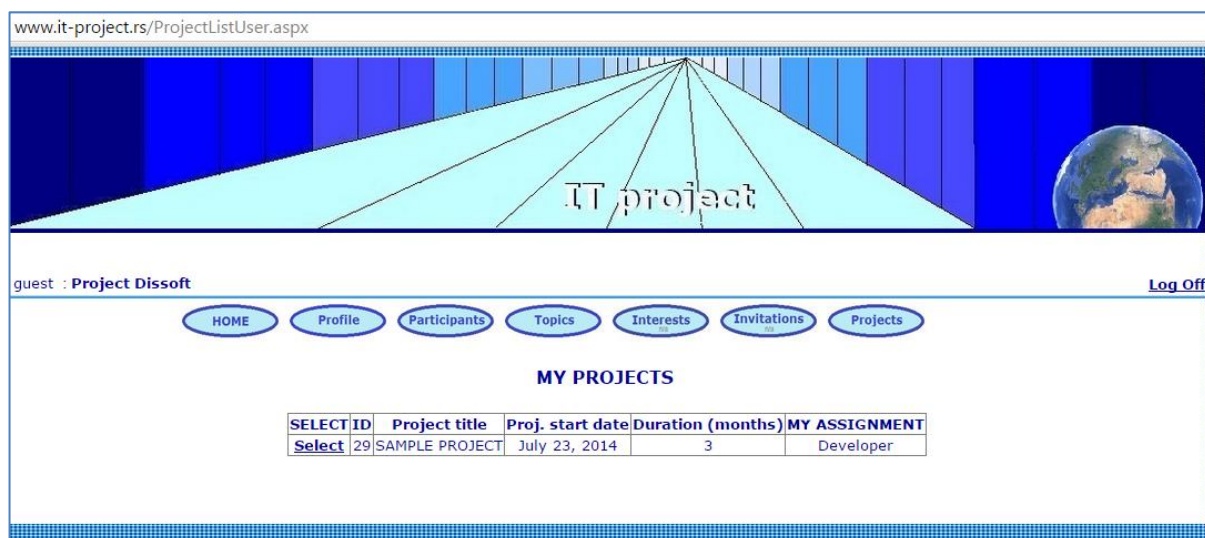 www.it-project.rs/ProjectListUser.aspx
IT project
guest : Project Dissoft
Log Off
HOME Profile Participants Topics Interests Invitations Projects
MY PROJECTS
SELECT ID Project title Proj. start date Duration (months) MY ASSIGNMENT
Select 29 SAMPLE PROJECT July 23, 2014 3 Developer